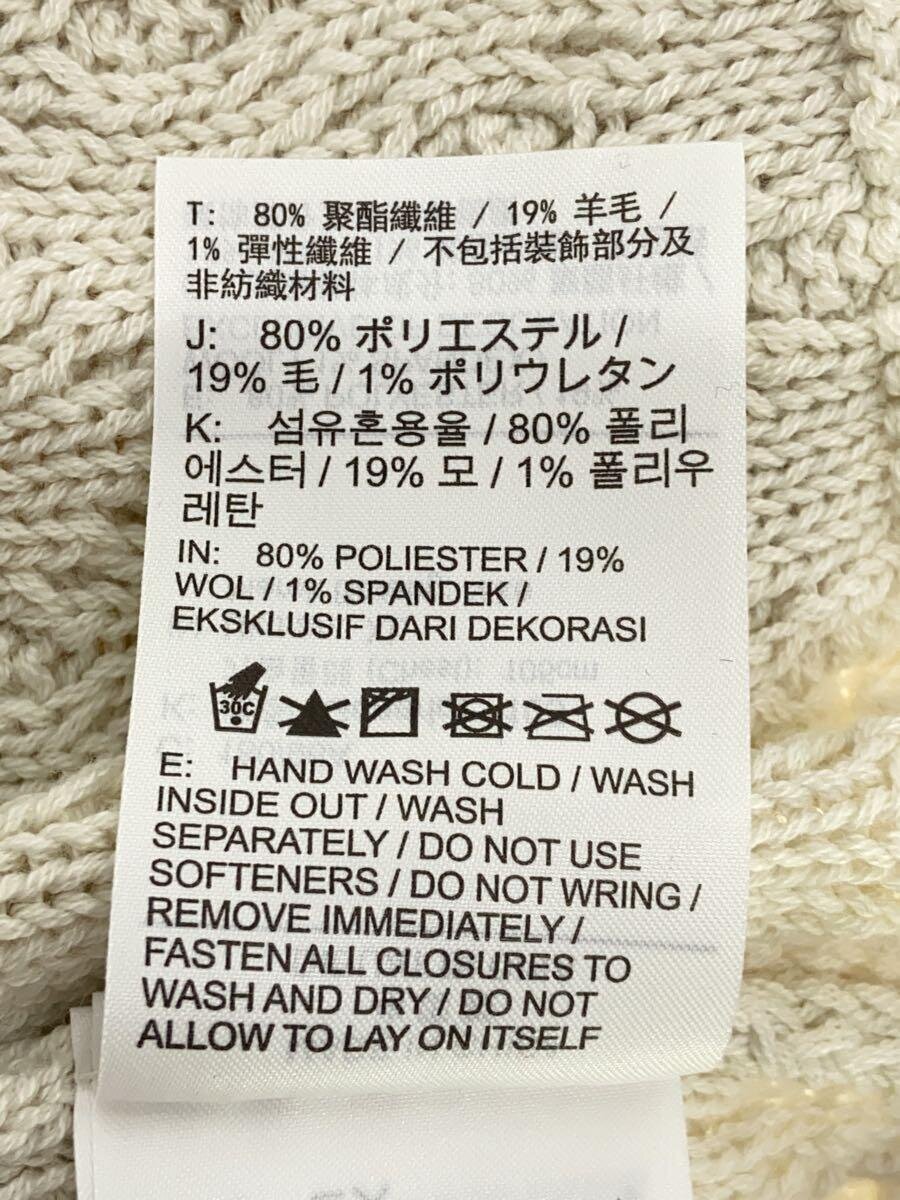 T: 80% 聚酯纖維 / 19% 羊毛 /
1% 彈性纖維 / 不包括裝飾部分及
非紡織材料
J: 80% ポリエステル /
19% 毛 / 1% ポリウレタン
K: 섬유혼용율 / 80% 폴리
에스터 / 19% 모 / 1% 폴리우
레탄
IN: 80% POLIESTER / 19%
WOL / 1% SPANDEK /
EKSKLUSIF DARI DEKORASI
30C
E: HAND WASH COLD / WASH
INSIDE OUT / WASH
SEPARATELY / DO NOT USE
SOFTENERS / DO NOT WRING /
REMOVE IMMEDIATELY /
FASTEN ALL CLOSURES TO
WASH AND DRY / DO NOT
ALLOW TO LAY ON ITSELF